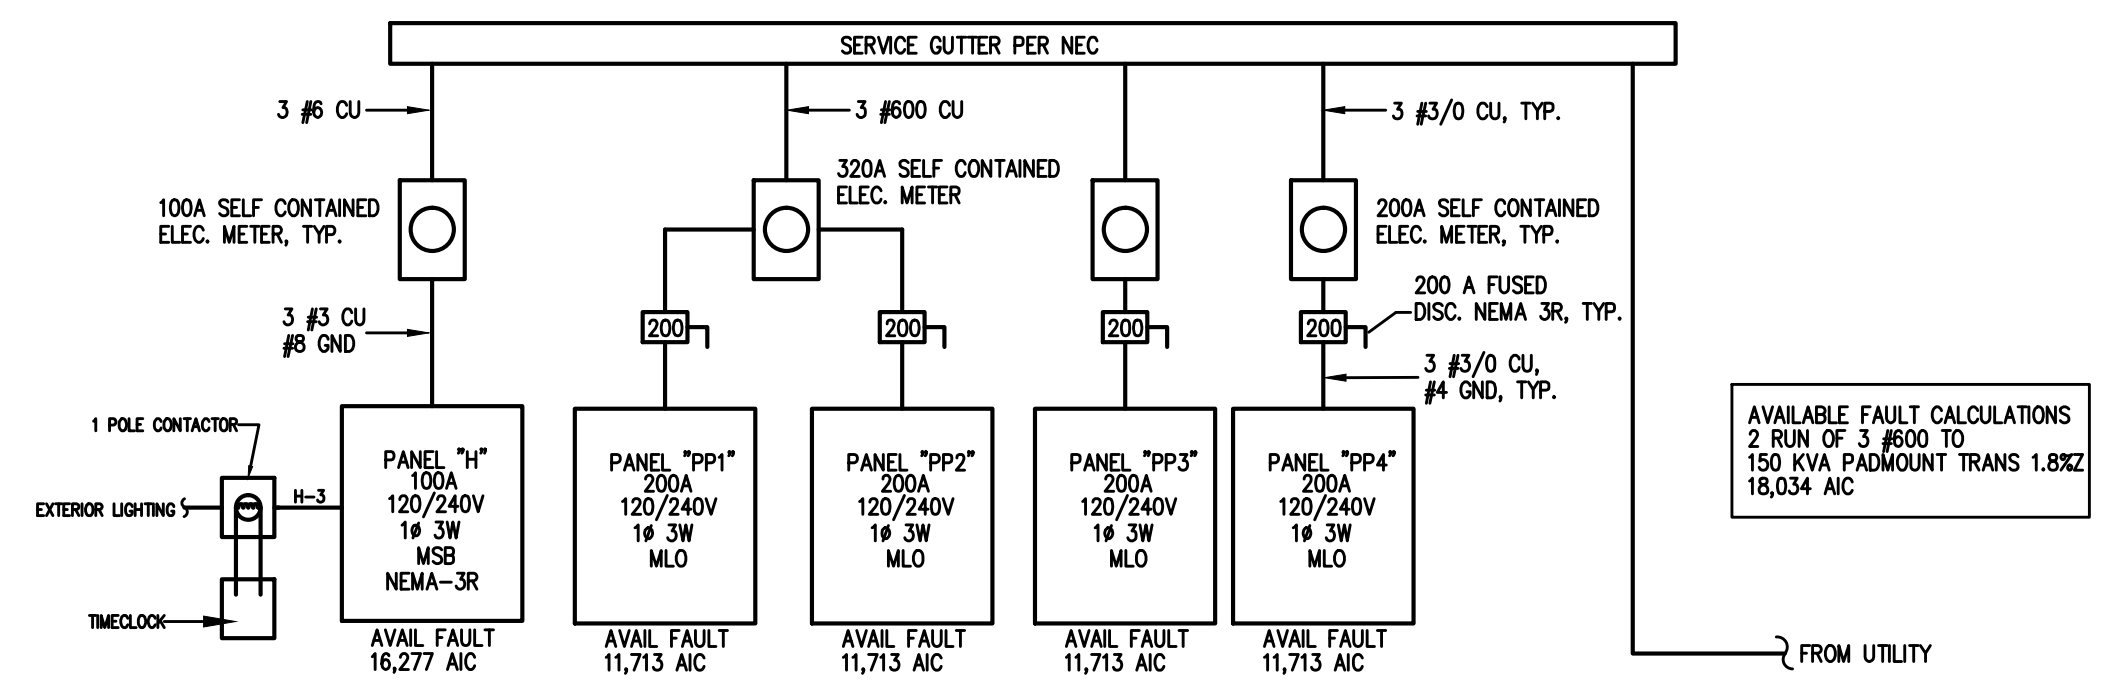 SERVICE GUTTER PER NEC
3 #6 CU
3 #600 CU
3 #3/0 CU, TYP.
320A SELF CONTAINED
ELEC. METER
100A SELF CONTAINED
ELEC. METER, TYP.
200A SELF CONTAINED
ELEC. METER, TYP.
200 A FUSED
DISC. NEMA 3R, TYP.
3 #3 CU
#8 GND
200
200
200
200
3 #3/0 CU,
#4 GND, TYP.
1 POLE CONTACTOR
EXTERIOR LIGHTING
H-3
TIMECLOCK
PANEL "H"
100A
120/240V
1ø 3W
MSB
NEMA-3R
AVAIL FAULT
16,277 AIC
PANEL "PP1"
200A
120/240V
1ø 3W
MLO
AVAIL FAULT
11,713 AIC
PANEL "PP2"
200A
120/240V
1ø 3W
MLO
AVAIL FAULT
11,713 AIC
PANEL "PP3"
200A
120/240V
1ø 3W
MLO
AVAIL FAULT
11,713 AIC
PANEL "PP4"
200A
120/240V
1ø 3W
MLO
AVAIL FAULT
11,713 AIC
AVAILABLE FAULT CALCULATIONS
2 RUN OF 3 #600 TO
150 KVA PADMOUNT TRANS 1.8%Z
18,034 AIC
FROM UTILITY